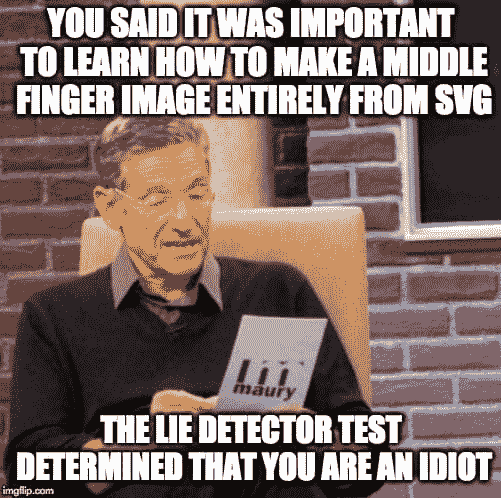 YOU SAID IT WAS IMPORTANT
TO LEARN HOW TO MAKE A MIDDLE
FINGER IMAGE ENTIRELY FROM SVG
maury
THE LIE DETECTOR TEST
DETERMINED THAT YOU ARE AN IDIOT
imgflip.com